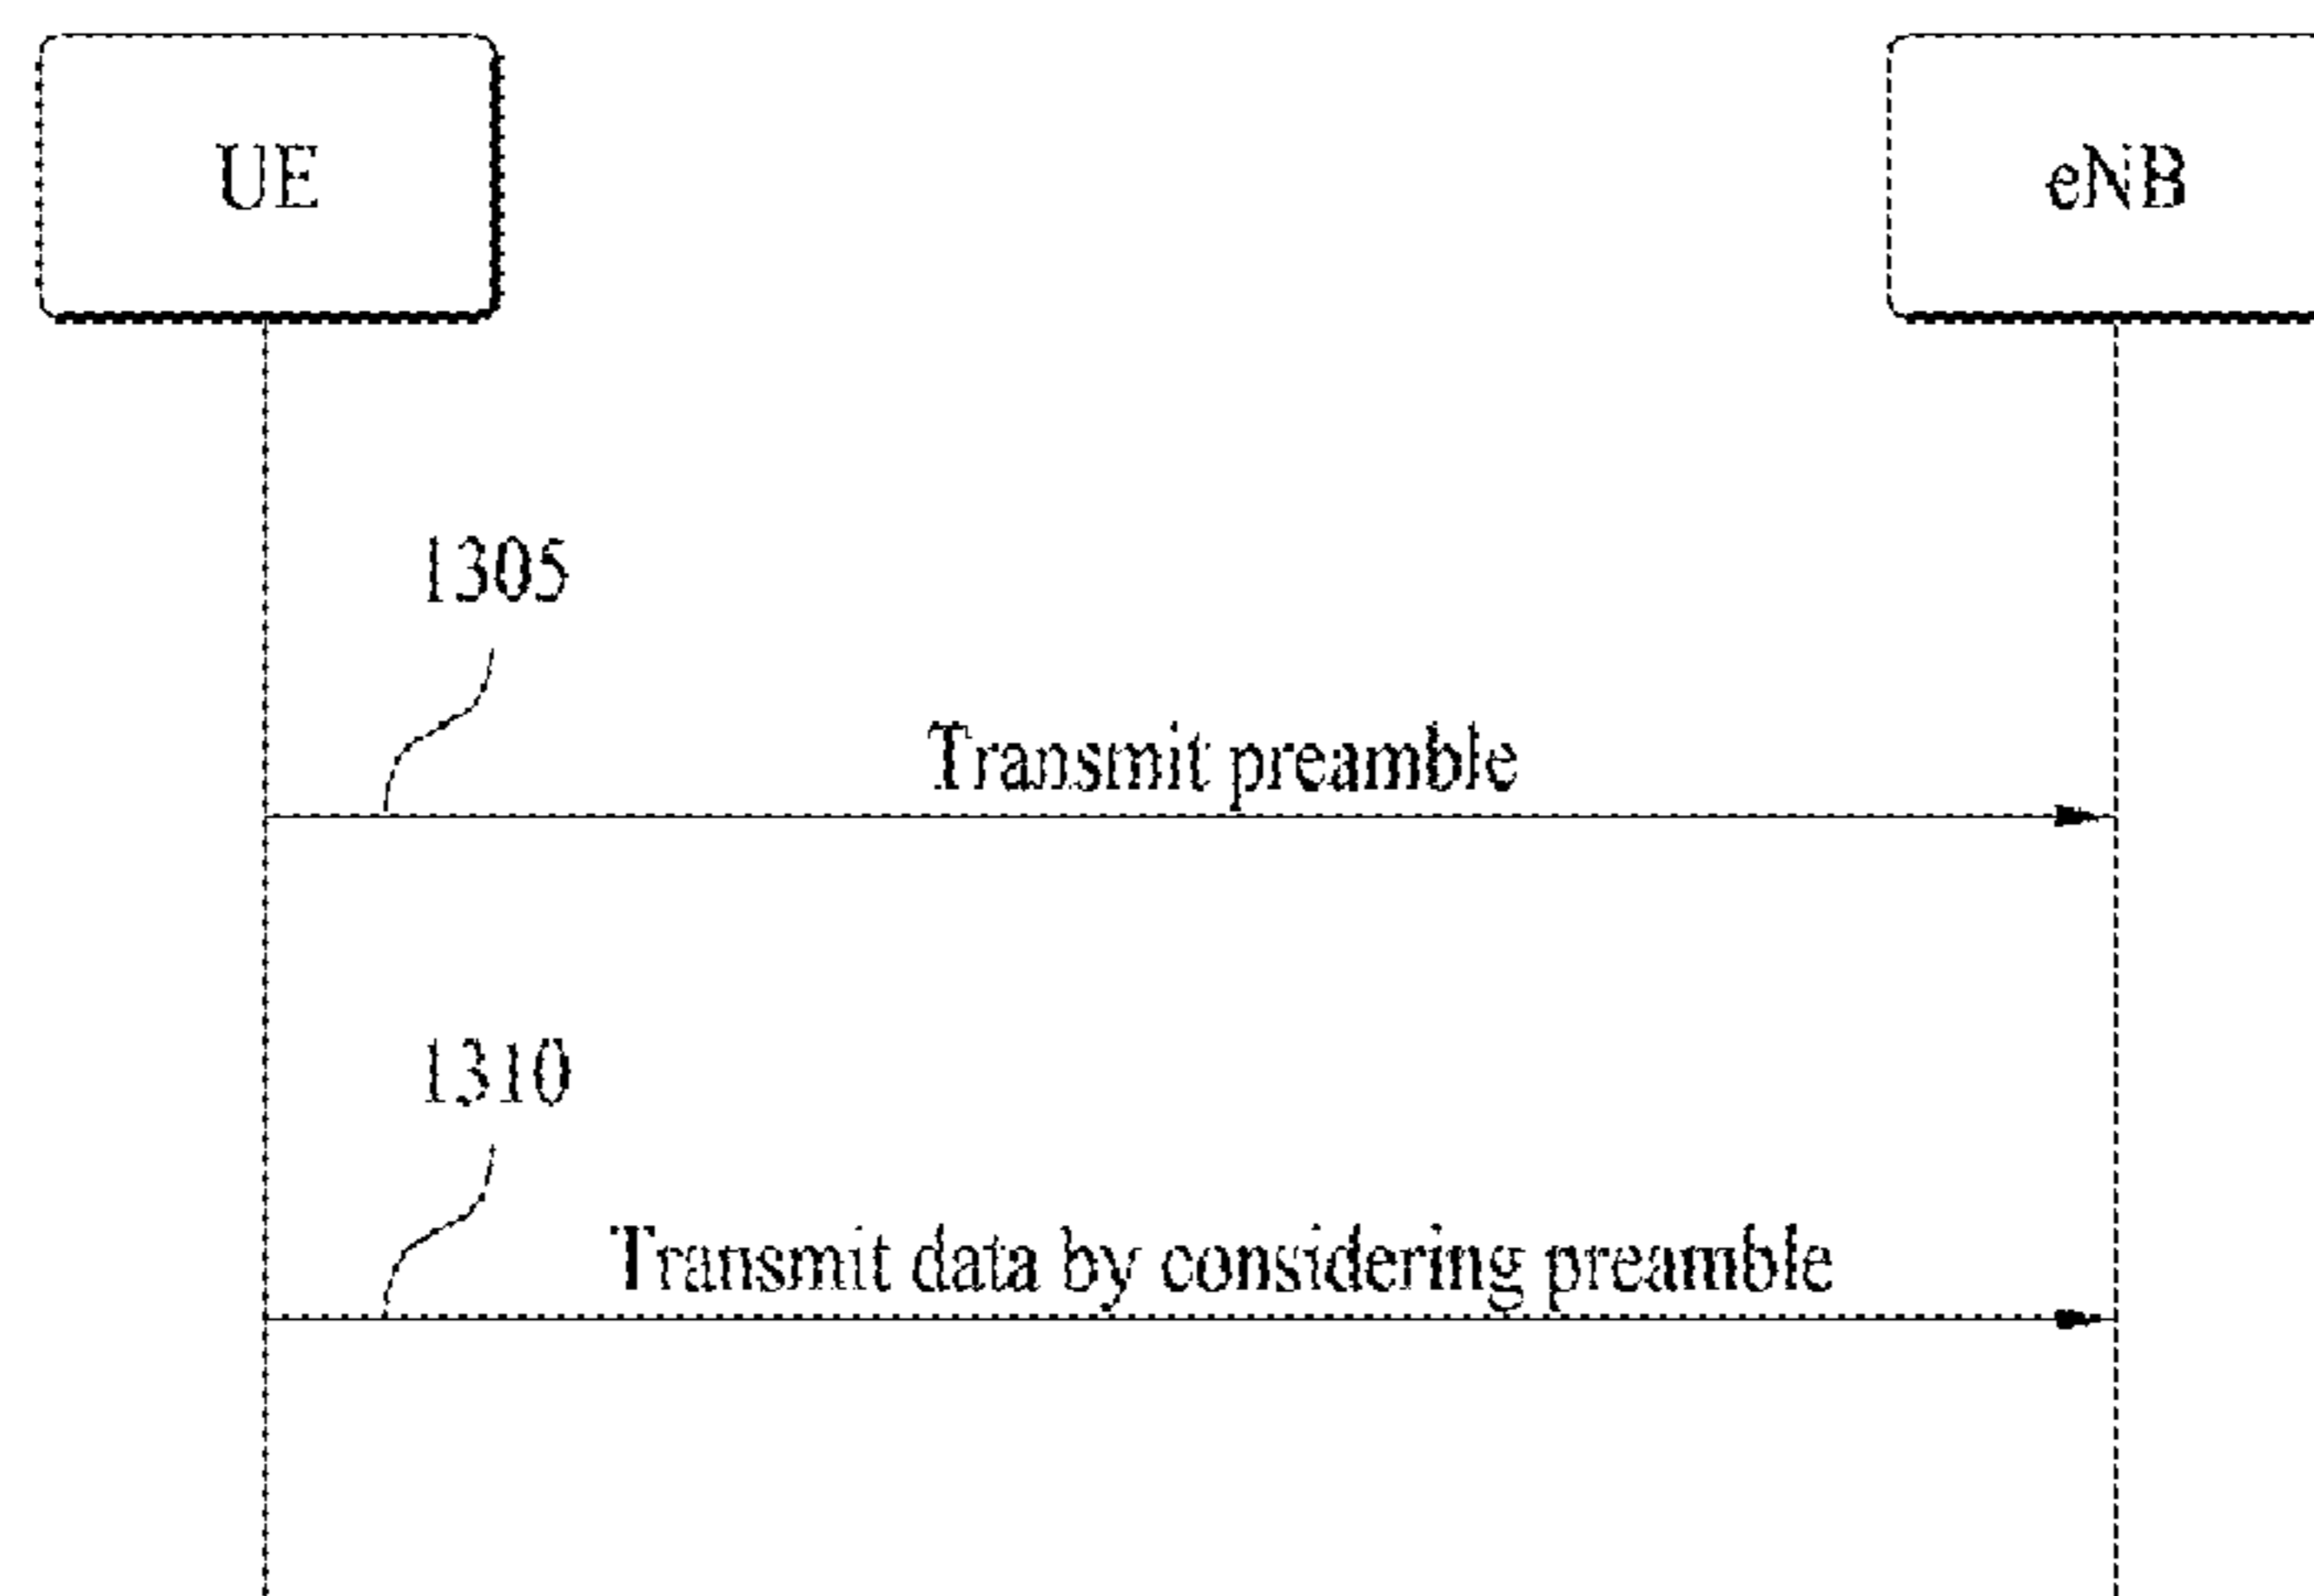 UE
eNB
1305
Transmit preamble
1310
Transmit data by considering preamble